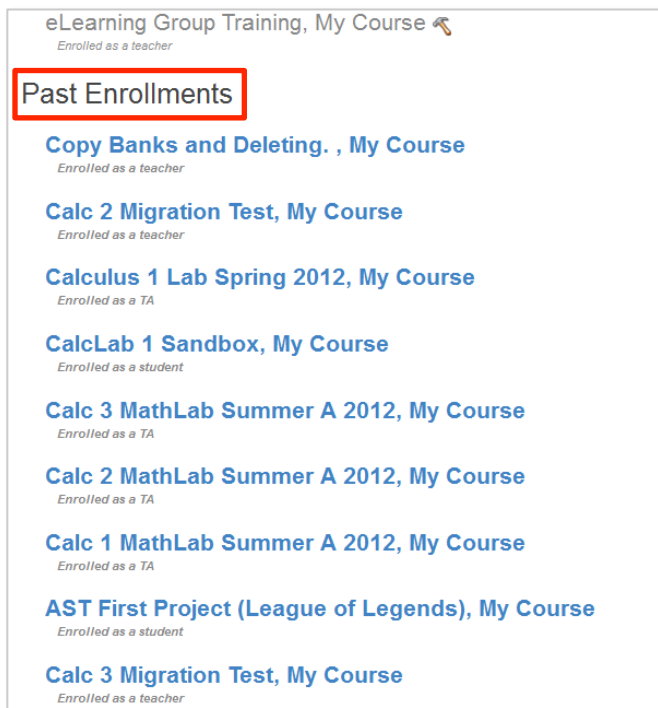 eLearning Group Training, My Course
Enrolled as a teacher
Past Enrollments
Copy Banks and Deleting. , My Course
Enrolled as a teacher
Calc 2 Migration Test, My Course
Enrolled as a teacher
Calculus 1 Lab Spring 2012, My Course
Enrolled as a TA
CalcLab 1 Sandbox, My Course
Enrolled as a student
Calc 3 MathLab Summer A 2012, My Course
Enrolled as a TA
Calc 2 MathLab Summer A 2012, My Course
Enrolled as a TA
Calc 1 MathLab Summer A 2012, My Course
Enrolled as a TA
AST First Project (League of Legends), My Course
Enrolled as a student
Calc 3 Migration Test, My Course
Enrolled as a teacher